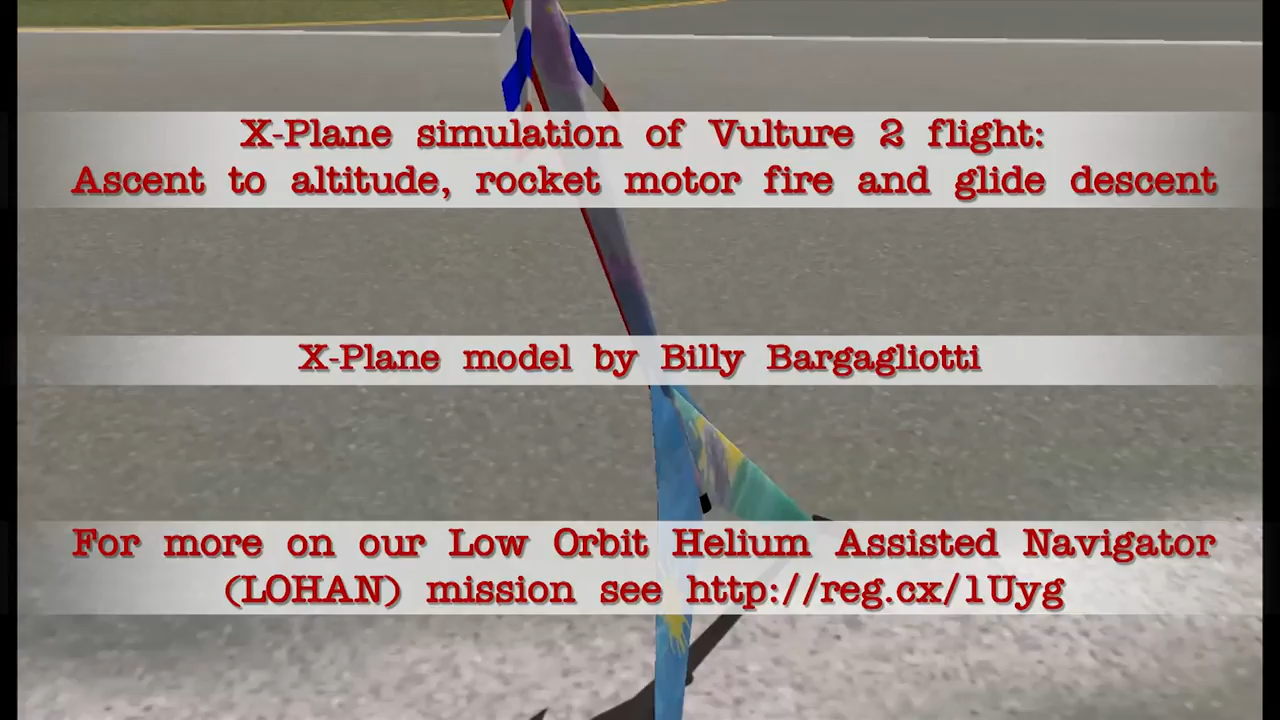 X-Plane simulation of Vulture 2 flight:
Ascent to altitude, rocket motor fire and glide descent
X-Plane model by Billy Bargagliotti
For more on our Low Orbit Helium Assisted Navigator
(LOHAN) mission see http://reg.cx/1Uyg